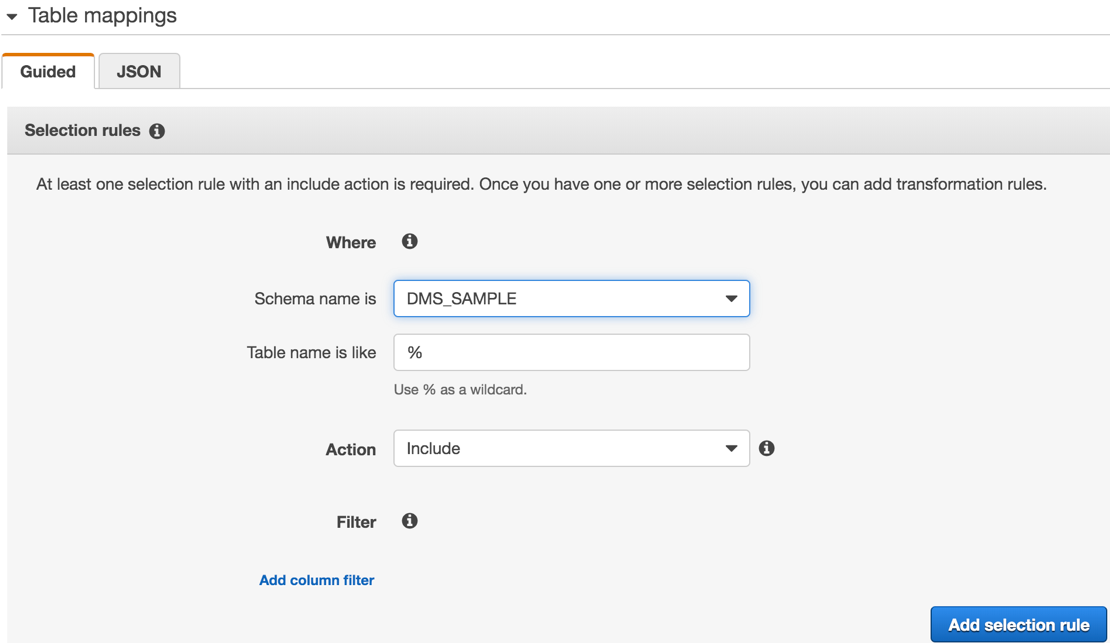 Table mappings
Guided JSON
Selection rules
At least one selection rule with an include action is required. Once you have one or more selection rules, you can add transformation rules.
Where
Schema name is DMS_SAMPLE
Table name is like %
Use % as a wildcard.
Action Include
Filter
Add column filter
Add selection rule